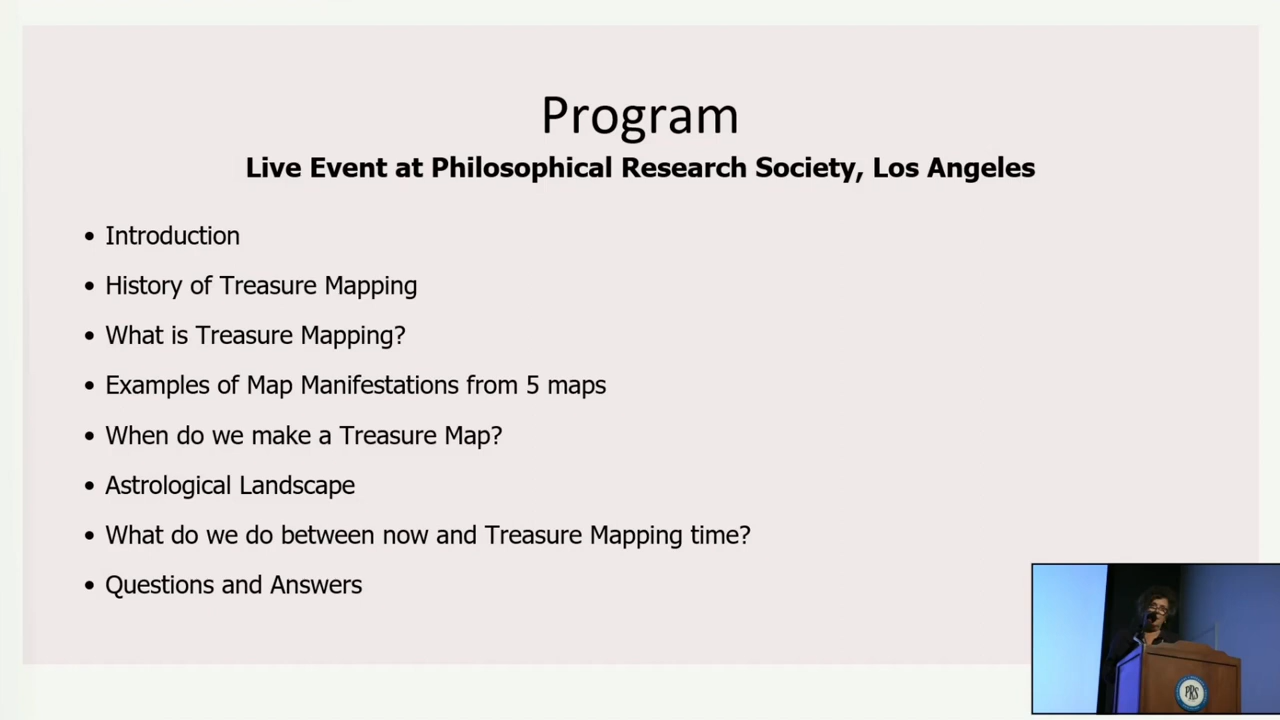 Program
Live Event at Philosophical Research Society, Los Angeles
• Introduction
• History of Treasure Mapping
• What is Treasure Mapping?
• Examples of Map Manifestations from 5 maps
• When do we make a Treasure Map?
• Astrological Landscape
• What do we do between now and Treasure Mapping time?
• Questions and Answers
PRS